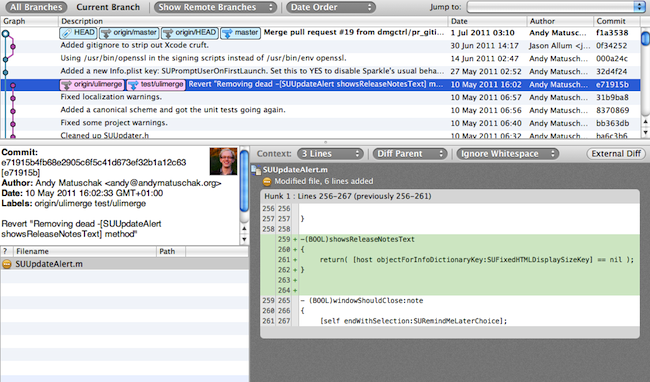 All Branches Current Branch Show Remote Branches Date Order Jump to:
Graph Description Date Author Commit
HEAD origin/master origin/HEAD master Merge pull request #19 from dmgctrl/pr_giti… 1 Jul 2011 03:10 Andy Matus… f1a3538
Added gitignore to strip out Xcode cruft. 30 Jun 2011 14:17 Jason Allum <j… 0f34252
Using /usr/bin/openssl in the signing scripts instead of /usr/bin/env openssl. 14 Jun 2011 02:47 Andy Matusch… 000a24c
Added a new Info.plist key: SUPromptUserOnFirstLaunch. Set this to YES to disable Sparkle's usual beha… 27 May 2011 02:52 Andy Matusch… 32d4f24
origin/ulimerge test/ulimerge Revert "Removing dead -[SUUpdateAlert showsReleaseNotesText] m… 10 May 2011 16:02 Andy Matusch… e71915b
Fixed localization warnings. 10 May 2011 06:57 Andy Matusch… 31b9ba8
Added a canonical scheme and got the unit tests going again. 10 May 2011 06:56 Andy Matusch… 8370869
Fixed some project warnings. 10 May 2011 06:40 Andy Matusch… bb363db
Cleaned up SUUpdater.h 10 May 2011 06:32 Andy Matusch… ba6c3b6
Commit:
e71915b4fb68e2905c6f5c41d673ef32b1a12c63
[e71915b]
Author: Andy Matuschak <andy@andymatuschak.org>
Date: 10 May 2011 16:02:33 GMT+01:00
Labels: origin/ulimerge test/ulimerge
Revert "Removing dead -[SUUpdateAlert
showsReleaseNotesText] method"
? Filename Path
SUUpdateAlert.m
Context: 3 Lines Diff Parent Ignore Whitespace External Diff
SUUpdateAlert.m
Modified file, 6 lines added
Hunk 1 : Lines 256-267 (previously 256-261)
256 256
257 257 }
258 258
259 + -(BOOL)showsReleaseNotesText
260 + {
261 + return( [host objectForInfoDictionaryKey:SUFixedHTMLDisplaySizeKey] == nil );
262 + }
263 +
264 +
259 265 - (BOOL)windowShouldClose:note
260 266 {
261 267 [self endWithSelection:SURemindMeLaterChoice];